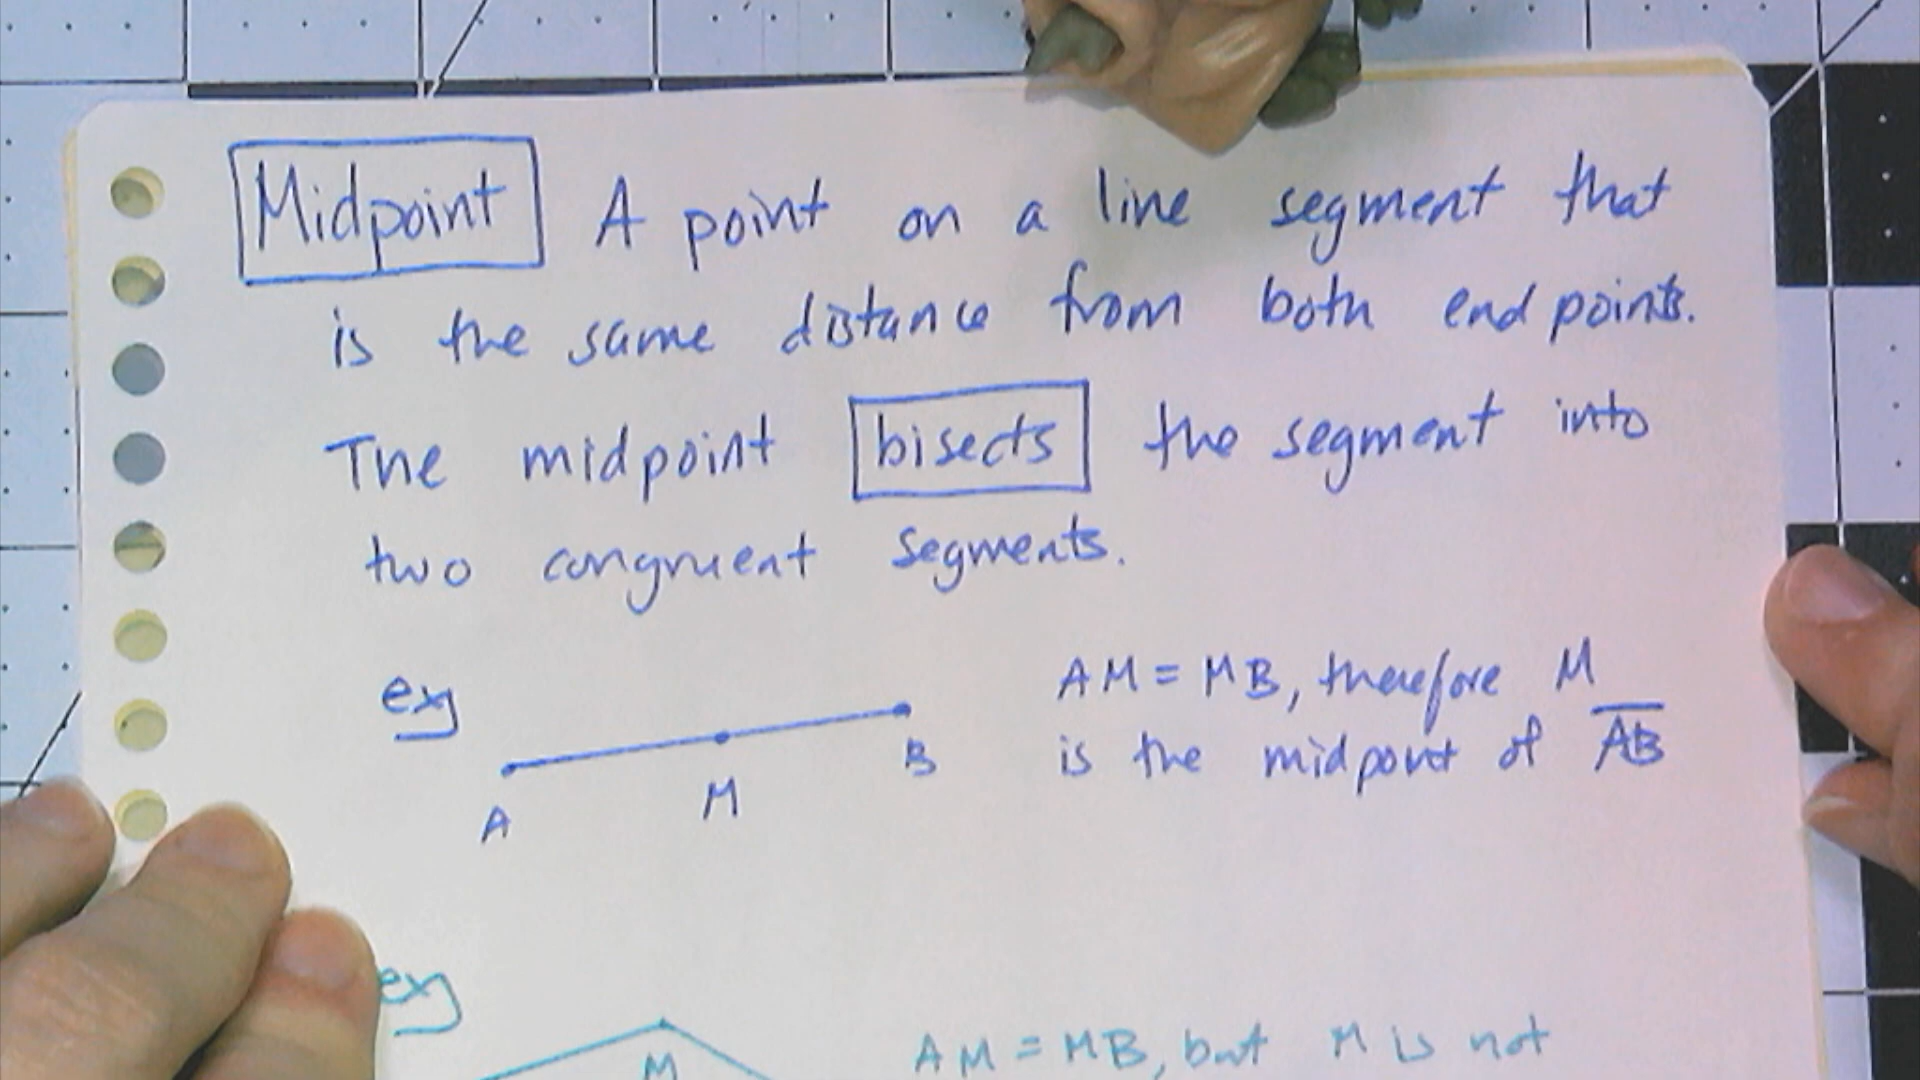 Midpoint A point on a line segment that
is the same distance from both endpoints.
The midpoint bisects the segment into
two congruent segments.
ex
A M B
AM = MB, therefore M
is the midpoint of AB
ex
M
AM = MB, but M is not